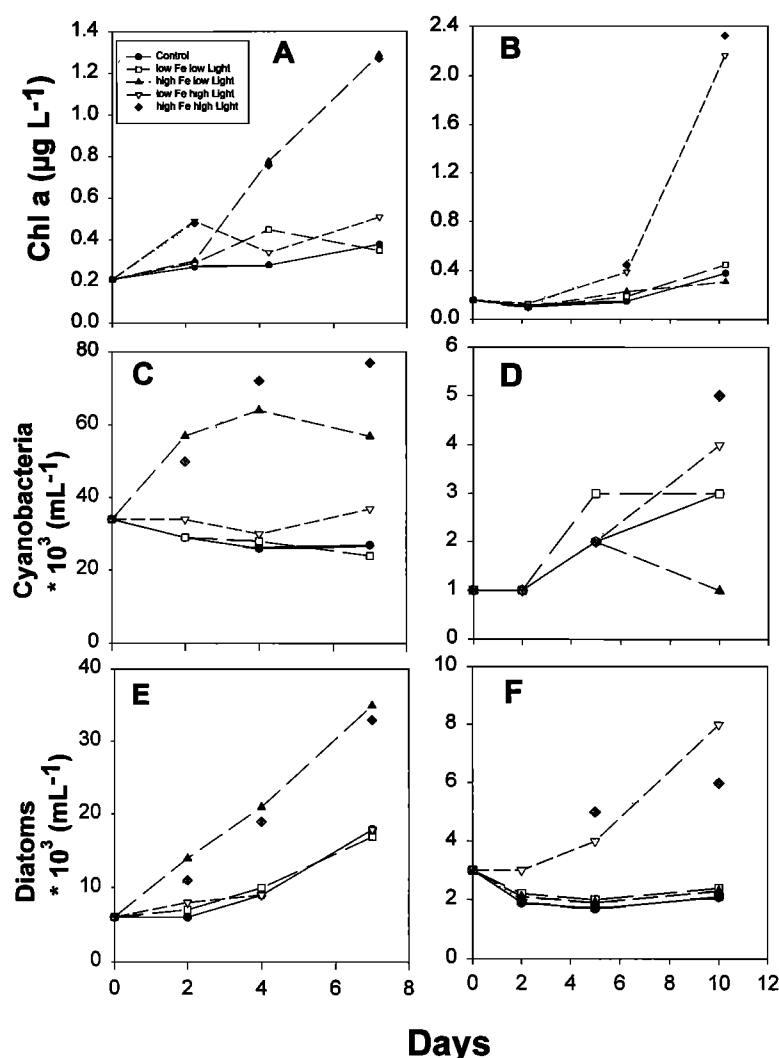 A
Control
low Fe low Light
high Fe low Light
low Fe high Light
high Fe high Light
1.4
1.2
1.0
0.8
0.6
0.4
0.2
0.0
Chl a (µg L-1)
B
2.4
2.0
1.6
1.2
0.8
0.4
0.0
C
80
60
40
20
0
Cyanobacteria
* 10³ (mL-1)
D
6
5
4
3
2
1
0
E
40
30
20
10
0
Diatoms
* 10³ (mL-1)
0 2 4 6 8
F
10
8
6
4
2
0
0 2 4 6 8 10 12
Days